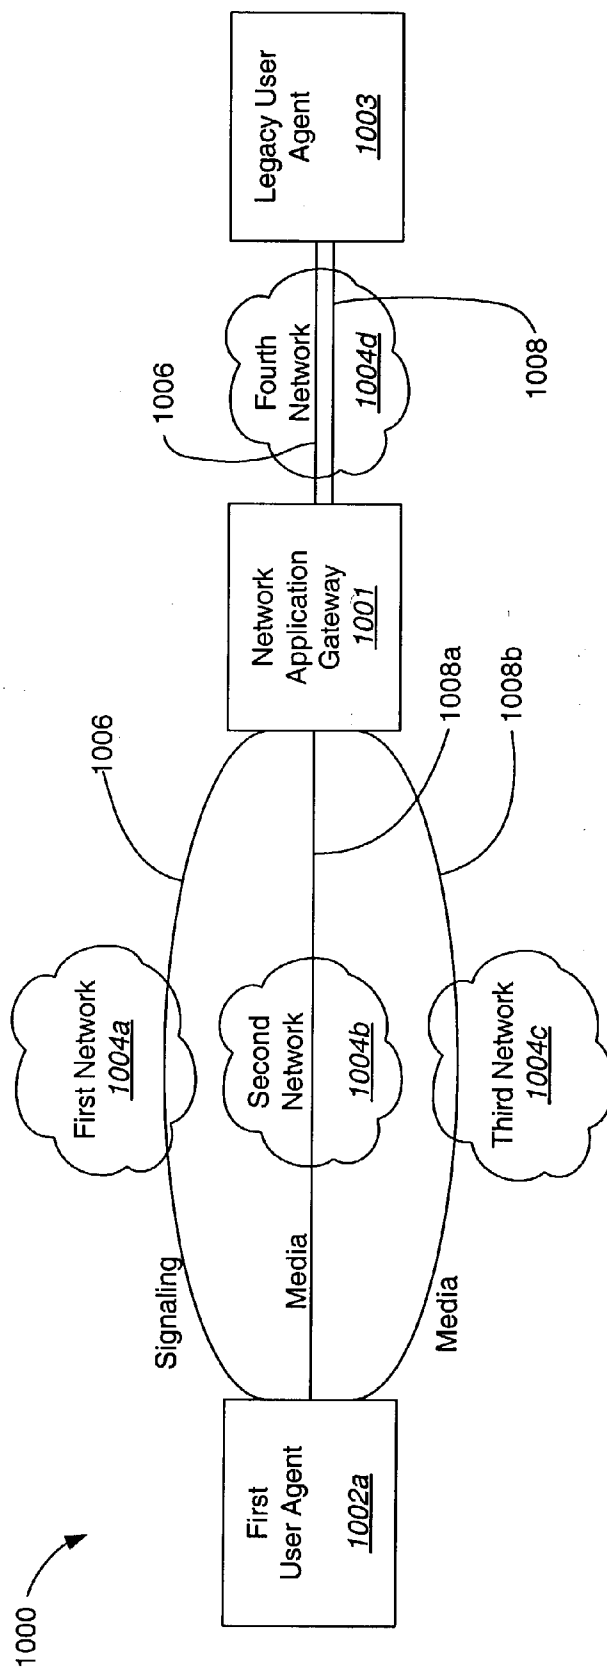 1000
First
User Agent
1002a
Signaling
Media
Media
First Network
1004a
Second
Network
1004b
Third Network
1004c
1006
1008a
1008b
Network
Application
Gateway
1001
1006
Fourth
Network
1004d
1008
Legacy User
Agent
1003